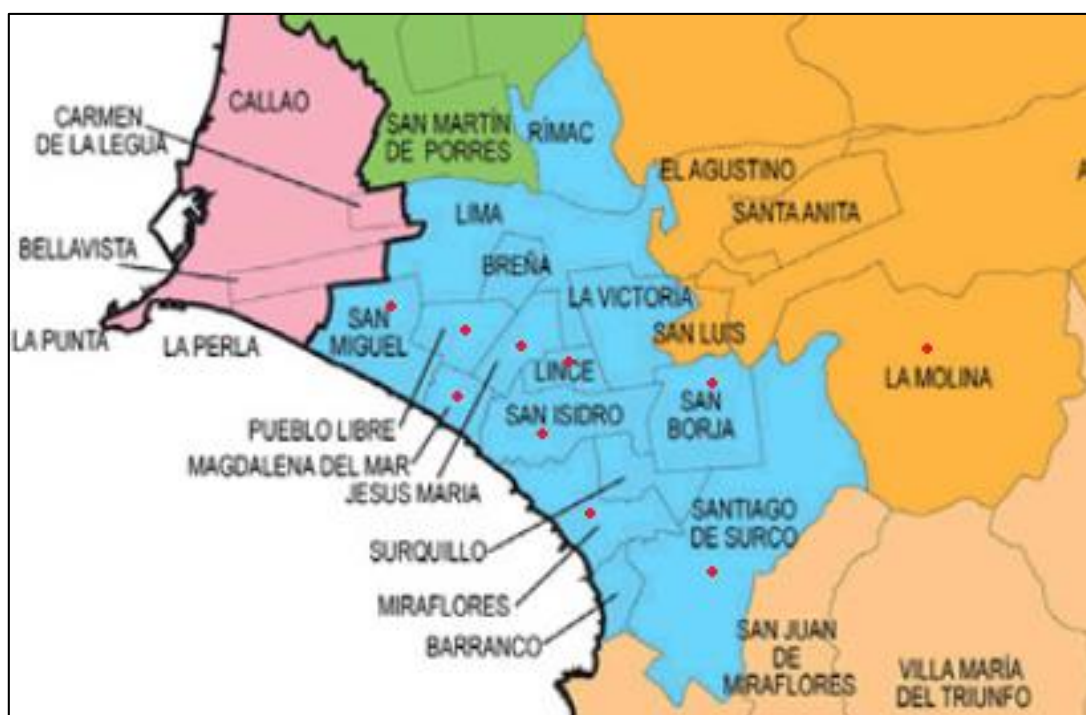 CALLAO
CARMEN
DE LA LEGUA
SAN MARTÍN
DE PORRES
RÍMAC
EL AGUSTINO
SANTA ANITA
A
LIMA
BELLAVISTA
BREÑA
LA VICTORIA
SAN
MIGUEL
SAN LUIS
LA PUNTA
LA PERLA
LINCE
LA MOLINA
SAN ISIDRO
SAN
BORJA
PUEBLO LIBRE
MAGDALENA DEL MAR
JESUS MARIA
SANTIAGO
DE SURCO
SURQUILLO
MIRAFLORES
BARRANCO
SAN JUAN
DE
MIRAFLORES
VILLA MARÍA
DEL TRIUNFO